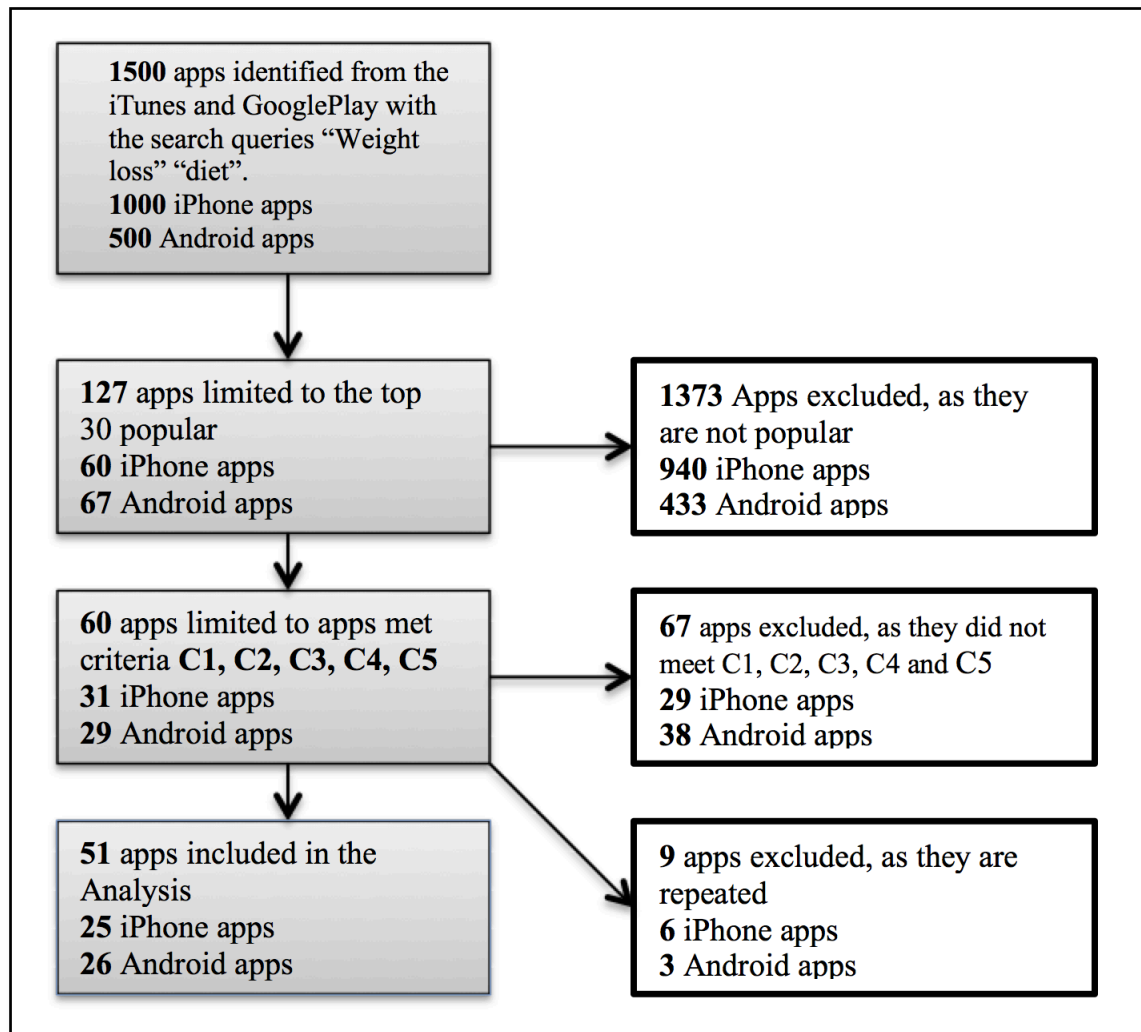 1500 apps identified from the
iTunes and GooglePlay with
the search queries “Weight
loss” “diet”.
1000 iPhone apps
500 Android apps
127 apps limited to the top
30 popular
60 iPhone apps
67 Android apps
1373 Apps excluded, as they
are not popular
940 iPhone apps
433 Android apps
60 apps limited to apps met
criteria C1, C2, C3, C4, C5
31 iPhone apps
29 Android apps
67 apps excluded, as they did not
meet C1, C2, C3, C4 and C5
29 iPhone apps
38 Android apps
51 apps included in the
Analysis
25 iPhone apps
26 Android apps
9 apps excluded, as they are
repeated
6 iPhone apps
3 Android apps